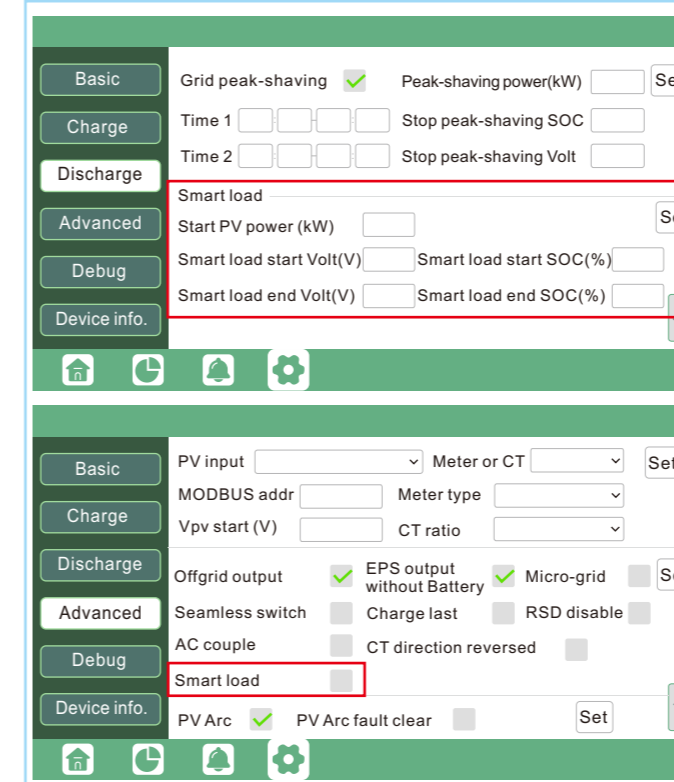 Basic
Charge
Discharge
Advanced
Debug
Device info.
Grid peak-shaving Peak-shaving power(kW)
Time 1 : - : Stop peak-shaving SOC
Time 2 : - : Stop peak-shaving Volt
Smart load
Start PV power (kW)
Smart load start Volt(V) Smart load start SOC(%)
Smart load end Volt(V) Smart load end SOC(%)
Basic
Charge
Discharge
Advanced
Debug
Device info.
PV input Meter or CT Set
MODBUS addr Meter type
Vpv start (V) CT ratio
Offgrid output EPS output without Battery Micro-grid
Seamless switch Charge last RSD disable
AC couple CT direction reversed
Smart load
PV Arc PV Arc fault clear Set